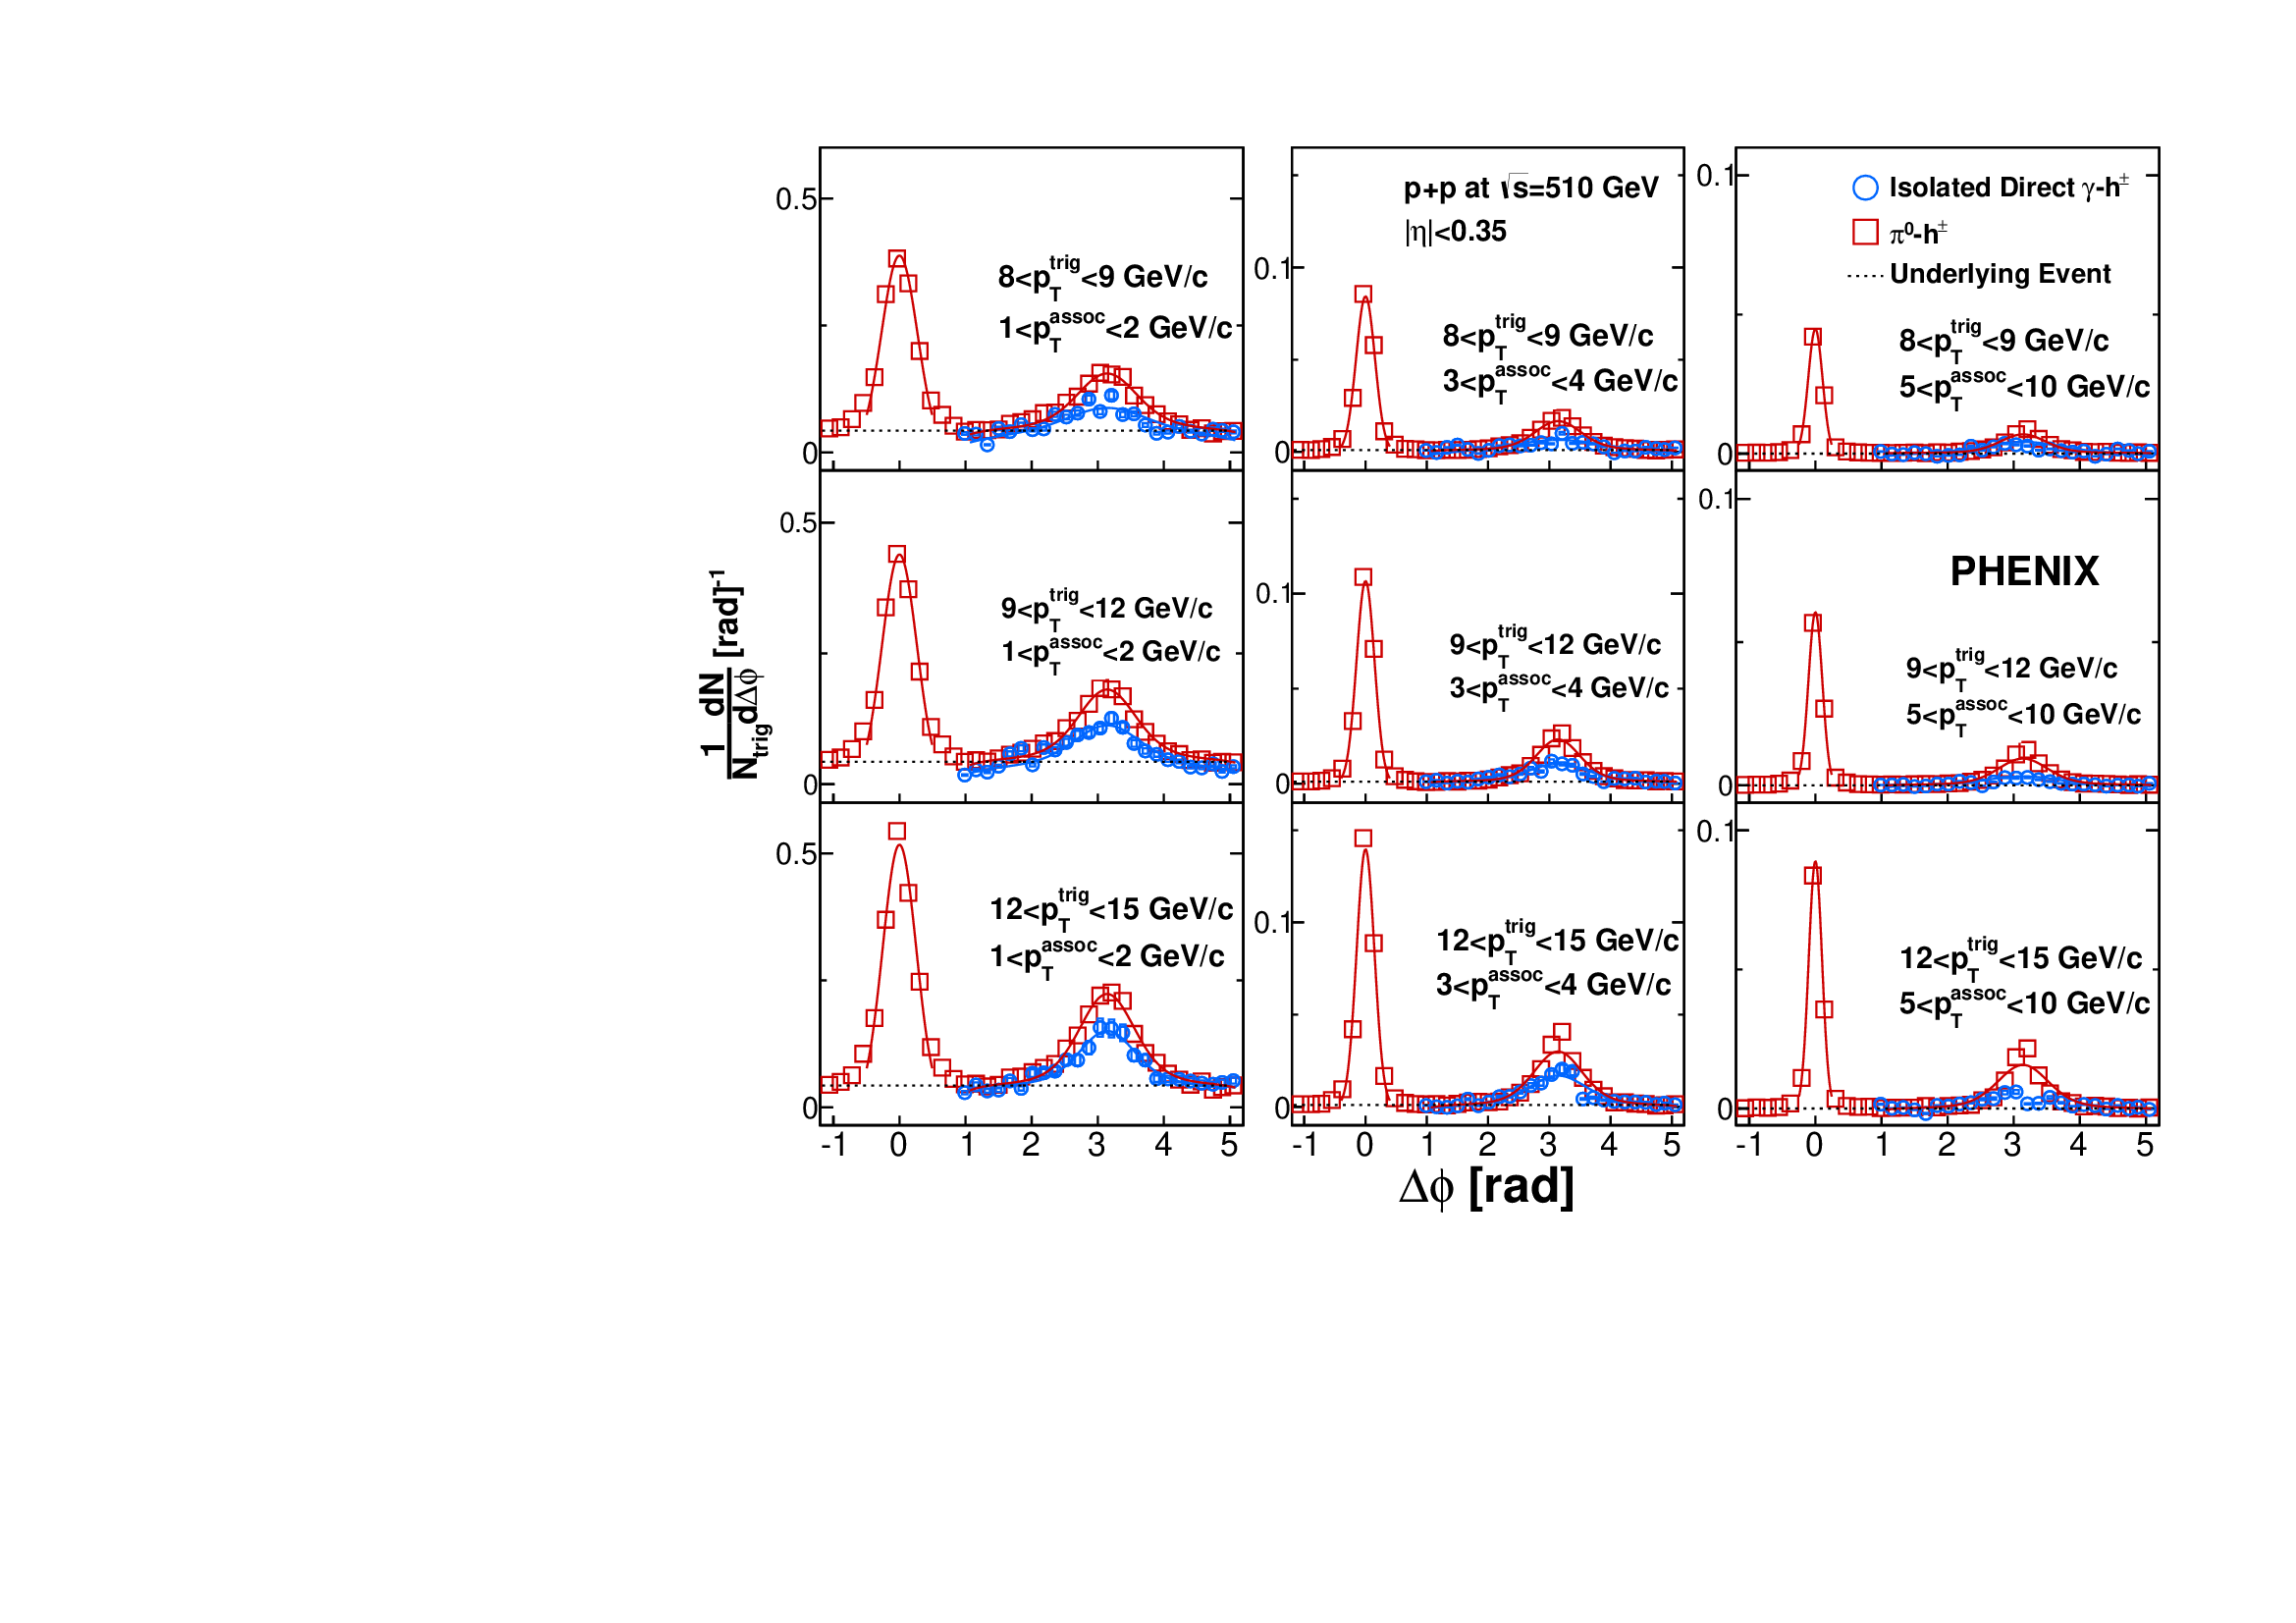 0.5
8<p_T^trig<9 GeV/c
1<p_T^assoc<2 GeV/c
0
p+p at √s=510 GeV
|η|<0.35
0.1
8<p_T^trig<9 GeV/c
3<p_T^assoc<4 GeV/c
0
0.1
Isolated Direct γ-h±
π⁰-h±
Underlying Event
8<p_T^trig<9 GeV/c
5<p_T^assoc<10 GeV/c
0
0.5
9<p_T^trig<12 GeV/c
1<p_T^assoc<2 GeV/c
0
0.1
9<p_T^trig<12 GeV/c
3<p_T^assoc<4 GeV/c
0
0.1
PHENIX
9<p_T^trig<12 GeV/c
5<p_T^assoc<10 GeV/c
0
1/N_trig dN/dΔφ [rad]⁻¹
0.5
12<p_T^trig<15 GeV/c
1<p_T^assoc<2 GeV/c
0
-1 0 1 2 3 4 5
0.1
12<p_T^trig<15 GeV/c
3<p_T^assoc<4 GeV/c
0
-1 0 1 2 3 4 5
0.1
12<p_T^trig<15 GeV/c
5<p_T^assoc<10 GeV/c
0
-1 0 1 2 3 4 5
Δφ [rad]